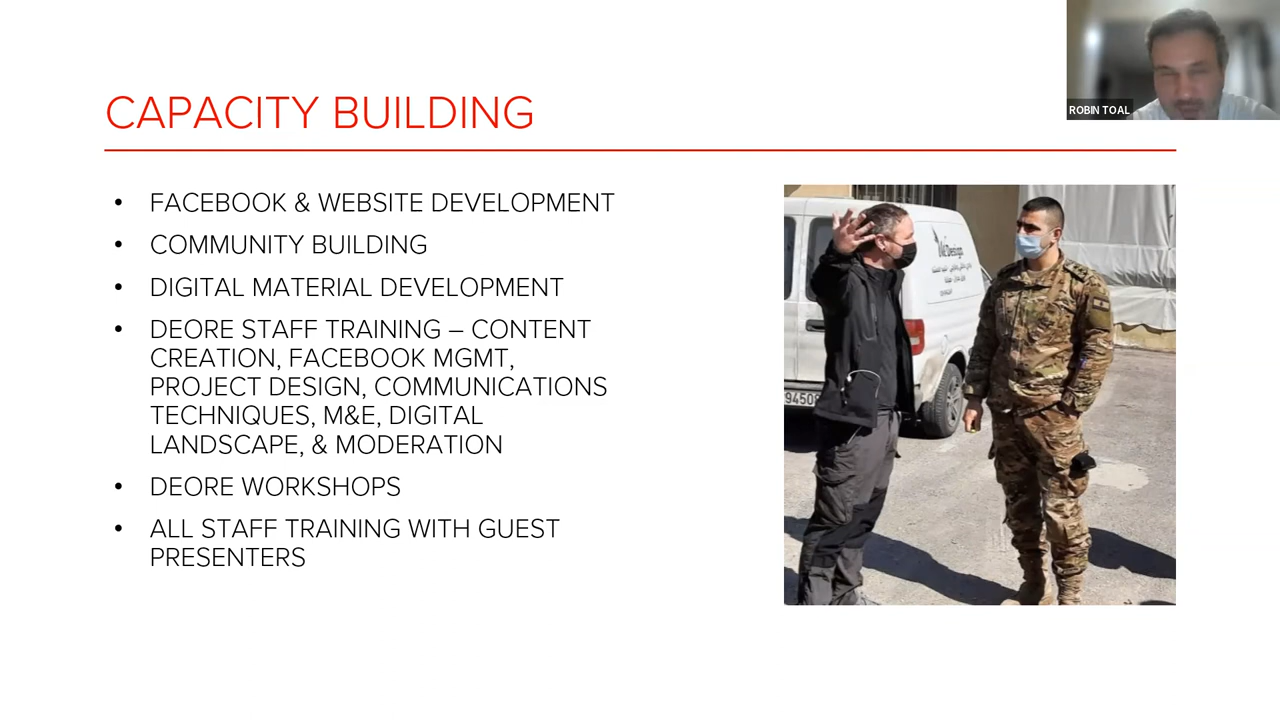 ROBIN TOAL
CAPACITY BUILDING
• FACEBOOK & WEBSITE DEVELOPMENT
• COMMUNITY BUILDING
• DIGITAL MATERIAL DEVELOPMENT
• DEORE STAFF TRAINING – CONTENT
CREATION, FACEBOOK MGMT,
PROJECT DESIGN, COMMUNICATIONS
TECHNIQUES, M&E, DIGITAL
LANDSCAPE, & MODERATION
• DEORE WORKSHOPS
• ALL STAFF TRAINING WITH GUEST
PRESENTERS
Design